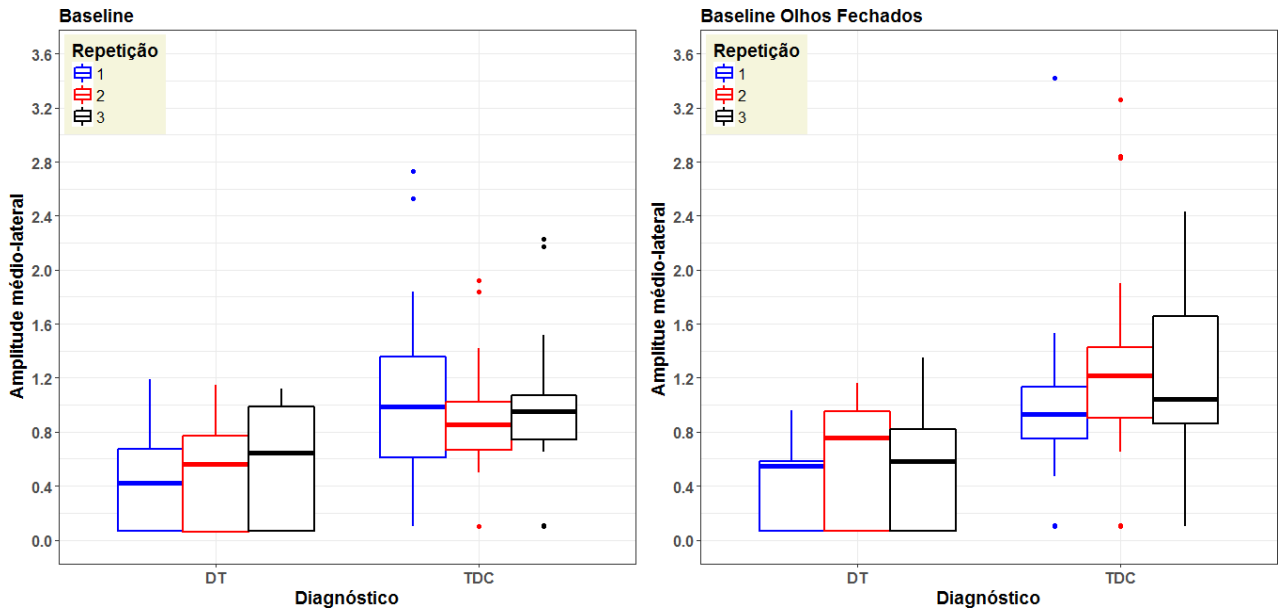 Baseline
Amplitude médio-lateral
3.6
3.2
2.8
2.4
2.0
1.6
1.2
0.8
0.4
0.0
Repetição
1
2
3
DT
TDC
Diagnóstico
Baseline Olhos Fechados
Amplitue médio-lateral
3.6
3.2
2.8
2.4
2.0
1.6
1.2
0.8
0.4
0.0
Repetição
1
2
3
DT
TDC
Diagnóstico